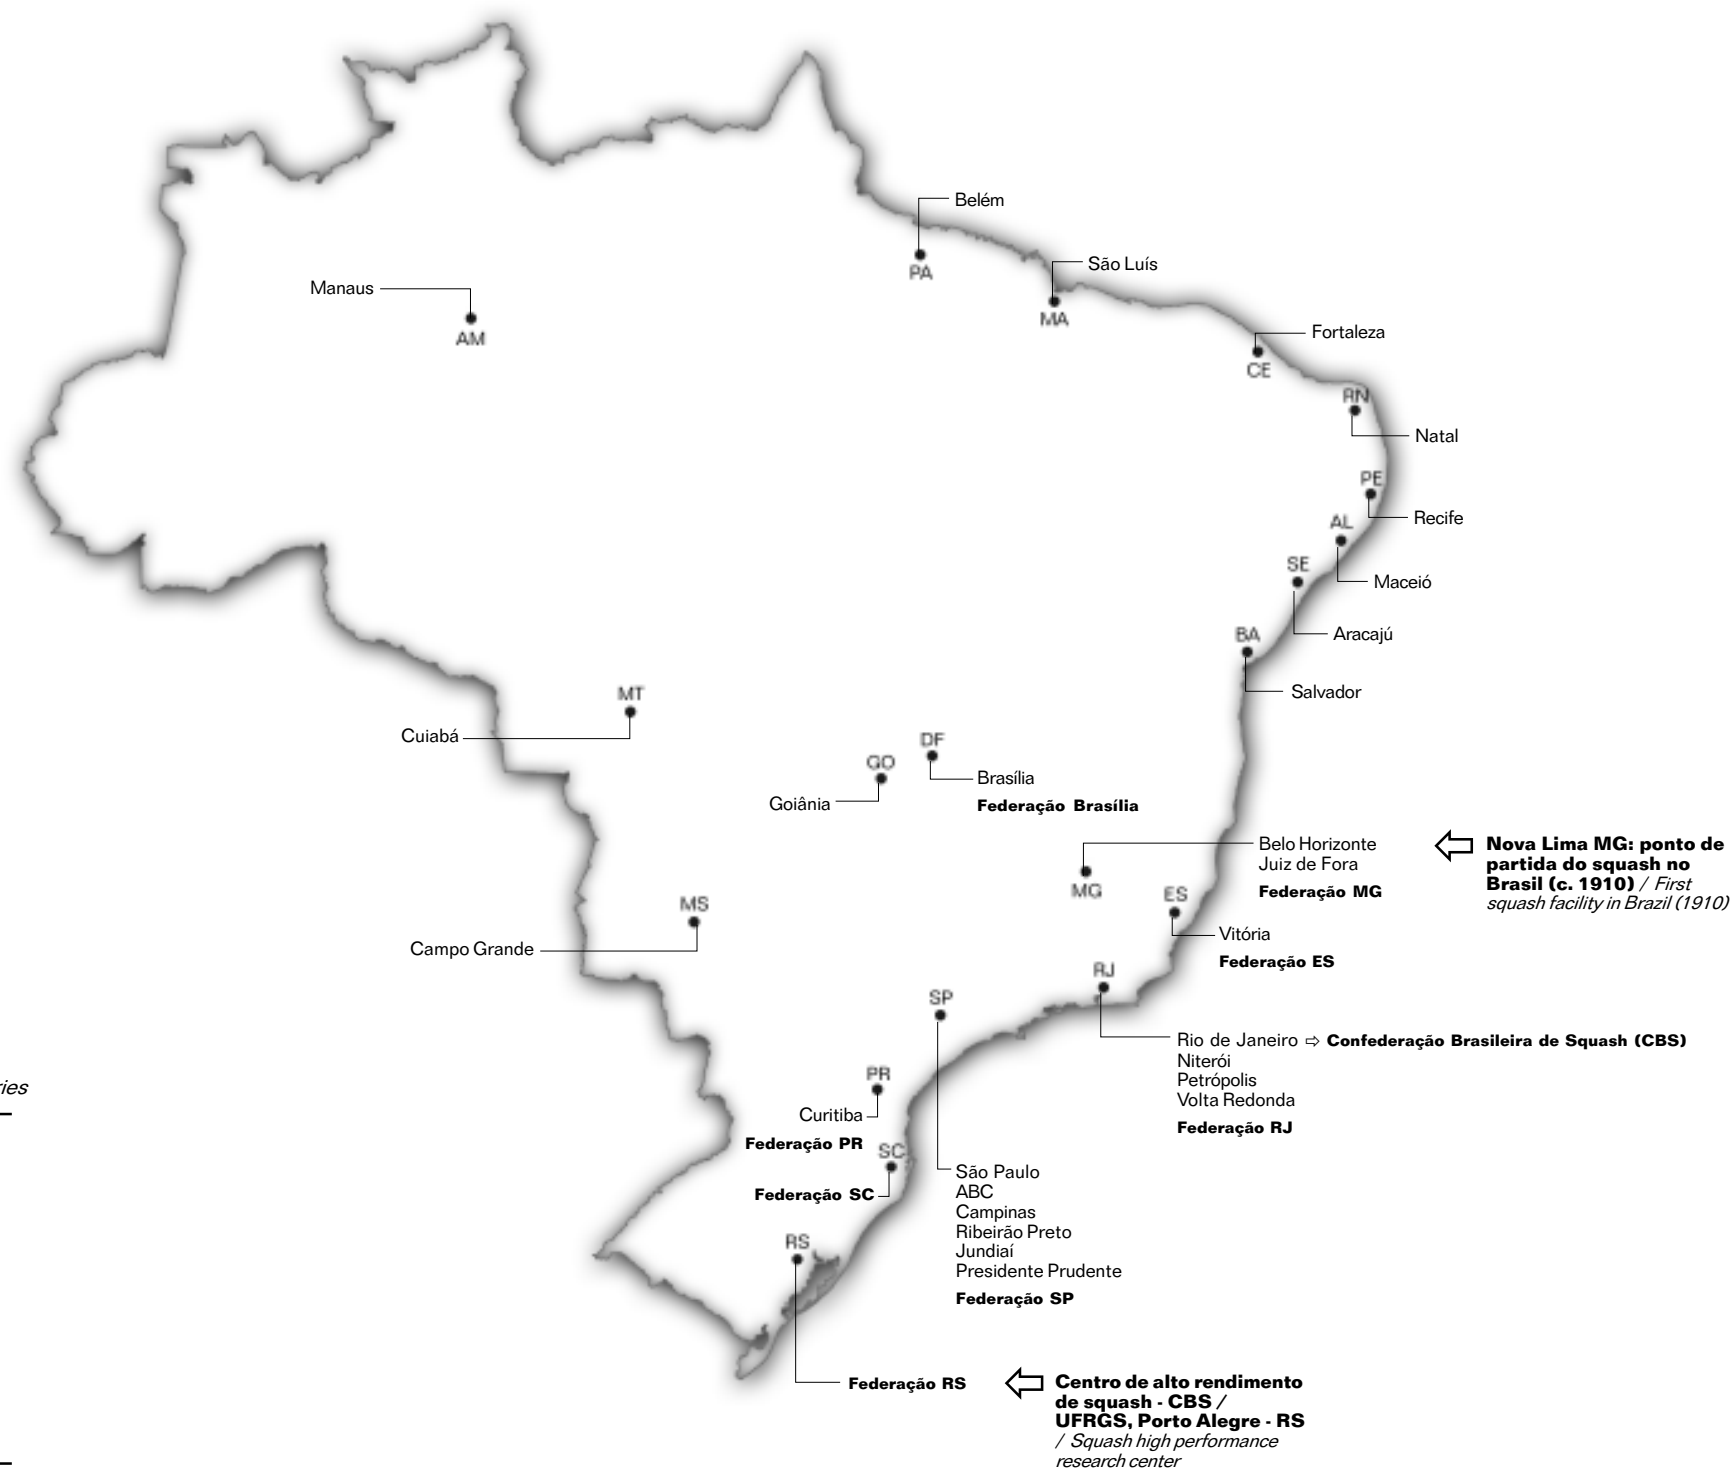 Belém
PA
São Luís
MA
Manaus
AM
Fortaleza
CE
RN
Natal
PE
Recife
AL
Maceió
SE
Aracajú
BA
Salvador
MT
Cuiabá
DF
Brasília
Federação Brasília
GO
Goiânia
Belo Horizonte
Juiz de Fora
Federação MG
MG
Nova Lima MG: ponto de
partida do squash no
Brasil (c. 1910) / First
squash facility in Brazil (1910)
ES
Vitória
Federação ES
MS
Campo Grande
RJ
Rio de Janeiro ⇨ Confederação Brasileira de Squash (CBS)
Niterói
Petrópolis
Volta Redonda
Federação RJ
SP
São Paulo
ABC
Campinas
Ribeirão Preto
Jundiaí
Presidente Prudente
Federação SP
PR
Curitiba
Federação PR
SC
Federação SC
RS
Federação RS
Centro de alto rendimento
de squash - CBS /
UFRGS, Porto Alegre - RS
/ Squash high performance
research center